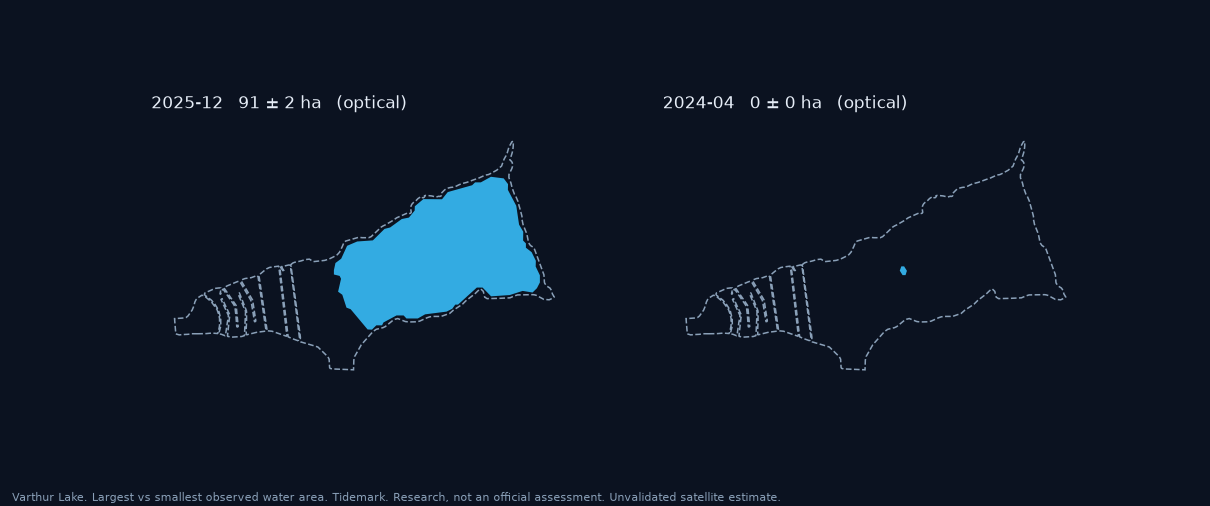 2025-12   91 ± 2 ha   (optical)
2024-04   0 ± 0 ha   (optical)
Varthur Lake. Largest vs smallest observed water area. Tidemark. Research, not an official assessment. Unvalidated satellite estimate.